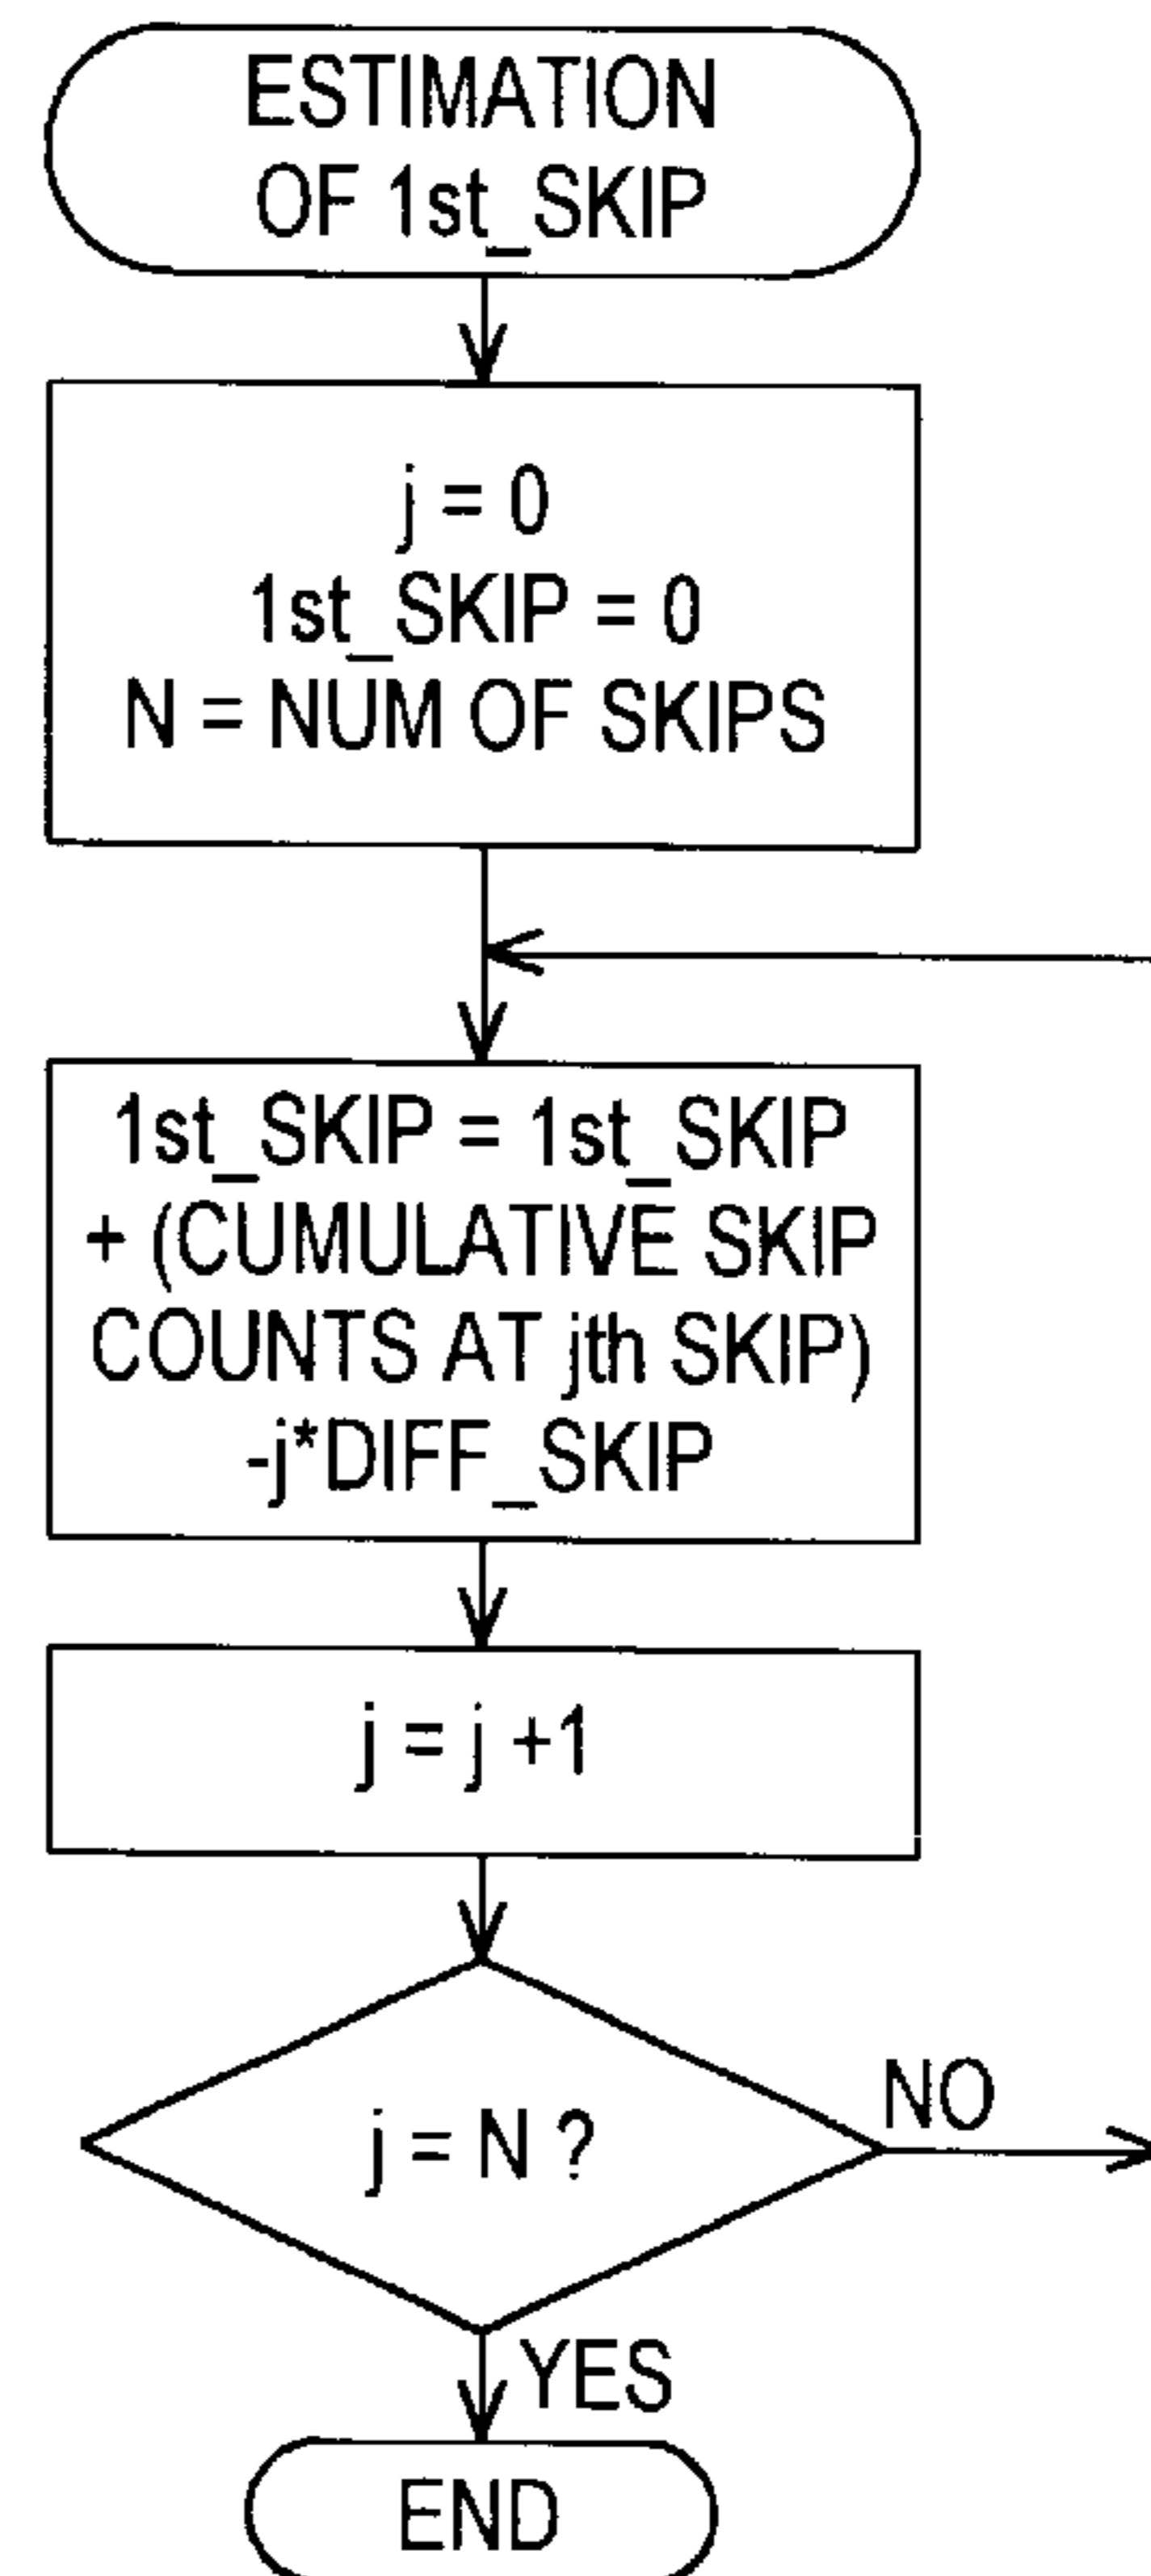 ESTIMATION
OF 1st_SKIP
j = 0
1st_SKIP = 0
N = NUM OF SKIPS
1st_SKIP = 1st_SKIP
+ (CUMULATIVE SKIP
COUNTS AT jth SKIP)
-j*DIFF_SKIP
j = j +1
j = N ?
NO
YES
END